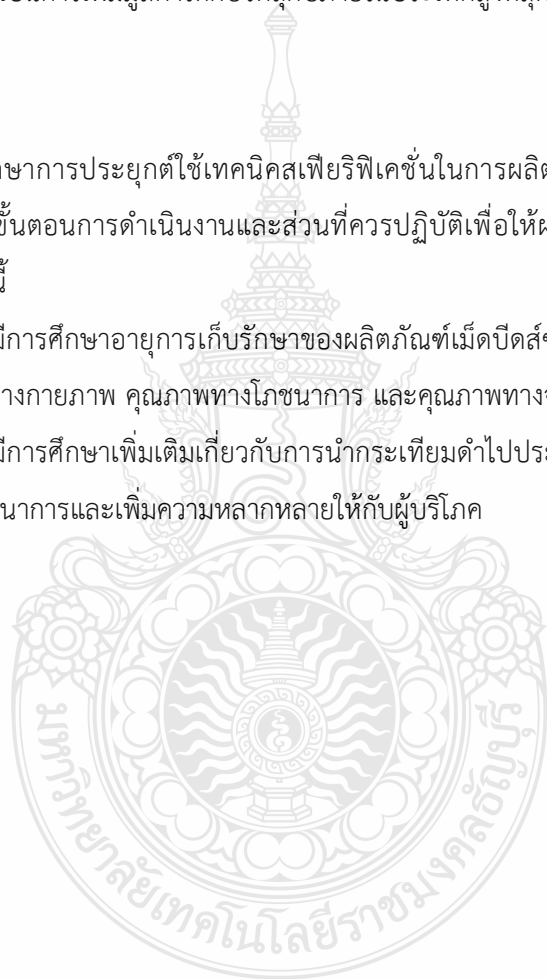 กษาการประยุกต์ใช้เทคนิคสเฟียริฟิเคชั่นในการผลิต
ขั้นตอนการดำเนินงานและส่วนที่ควรปฏิบัติเพื่อให้ผ
นี้
มีการศึกษาอายุการเก็บรักษาของผลิตภัณฑ์เม็ดบีดส์
างกายภาพ คุณภาพทางโภชนาการ และคุณภาพทางจ
มีการศึกษาเพิ่มเติมเกี่ยวกับการนำกระเทียมดำไปประ
นาการและเพิ่มความหลากหลายให้กับผู้บริโภค
มหาวิทยาลัยเทคโนโลยีราชมงคลธัญบุรี